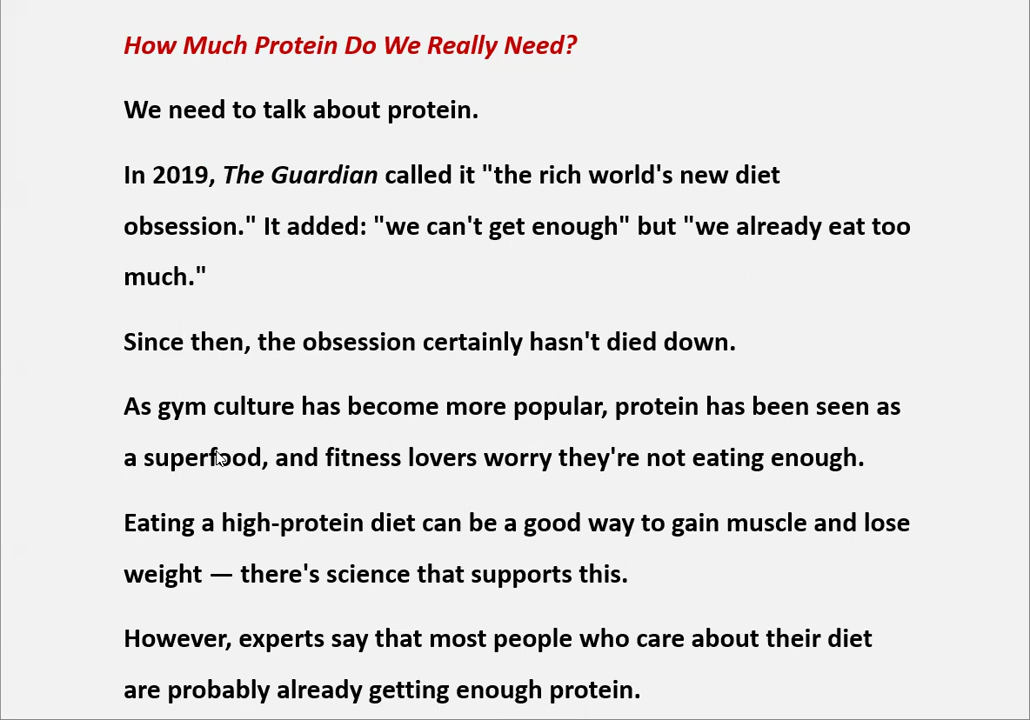 How Much Protein Do We Really Need?
We need to talk about protein.
In 2019, The Guardian called it "the rich world's new diet
obsession." It added: "we can't get enough" but "we already eat too
much."
Since then, the obsession certainly hasn't died down.
As gym culture has become more popular, protein has been seen as
a superfood, and fitness lovers worry they're not eating enough.
Eating a high-protein diet can be a good way to gain muscle and lose
weight — there's science that supports this.
However, experts say that most people who care about their diet
are probably already getting enough protein.